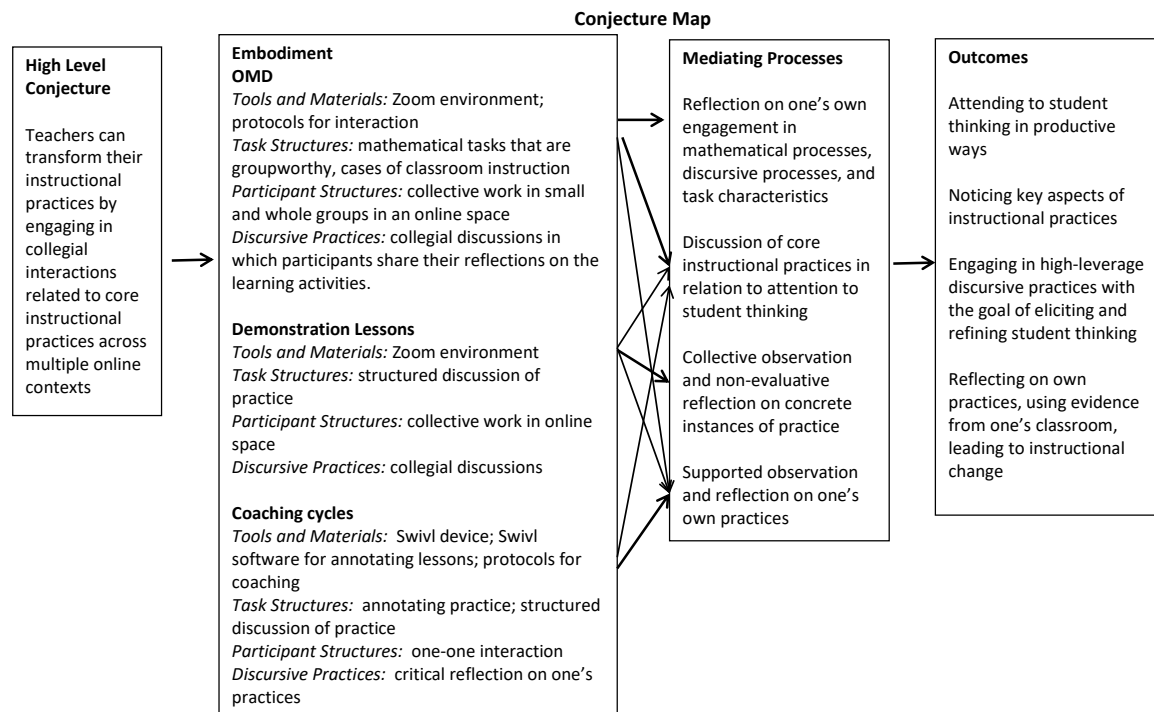 Conjecture Map
High Level
Conjecture
Teachers can
transform their
instructional
practices by
engaging in
collegial
interactions
related to core
instructional
practices across
multiple online
contexts
Embodiment
OMD
Tools and Materials: Zoom environment;
protocols for interaction
Task Structures: mathematical tasks that are
groupworthy, cases of classroom instruction
Participant Structures: collective work in small
and whole groups in an online space
Discursive Practices: collegial discussions in
which participants share their reflections on the
learning activities.
Demonstration Lessons
Tools and Materials: Zoom environment
Task Structures: structured discussion of
practice
Participant Structures: collective work in online
space
Discursive Practices: collegial discussions
Coaching cycles
Tools and Materials: Swivl device; Swivl
software for annotating lessons; protocols for
coaching
Task Structures: annotating practice; structured
discussion of practice
Participant Structures: one-one interaction
Discursive Practices: critical reflection on one's
practices
Mediating Processes
Reflection on one's own
engagement in
mathematical processes,
discursive processes, and
task characteristics
Discussion of core
instructional practices in
relation to attention to
student thinking
Collective observation
and non-evaluative
reflection on concrete
instances of practice
Supported observation
and reflection on one's
own practices
Outcomes
Attending to student
thinking in productive
ways
Noticing key aspects of
instructional practices
Engaging in high-leverage
discursive practices with
the goal of eliciting and
refining student thinking
Reflecting on own
practices, using evidence
from one's classroom,
leading to instructional
change